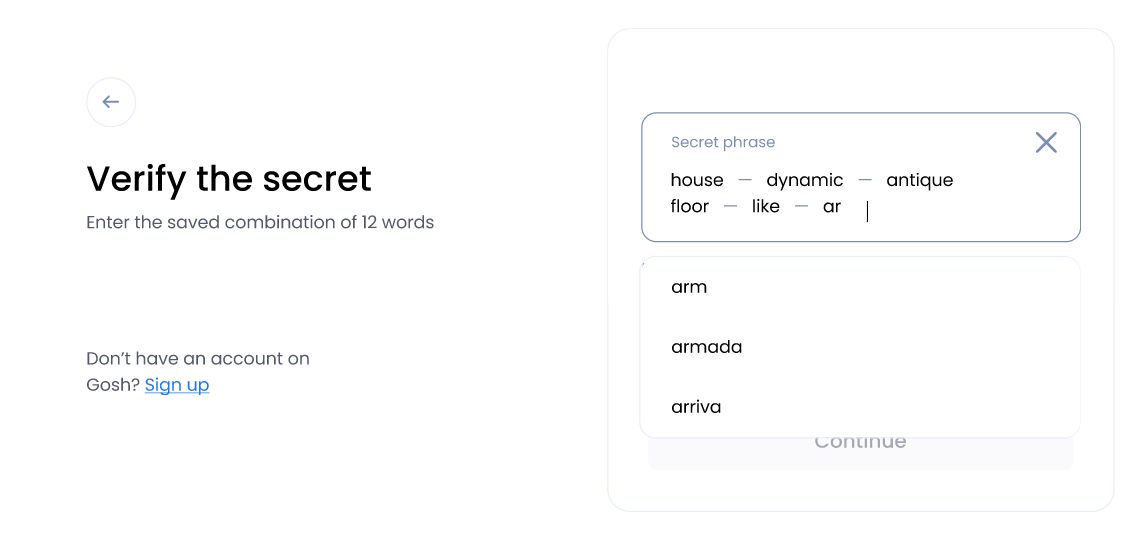 Verify the secret
Enter the saved combination of 12 words
Don't have an account on
Gosh? Sign up
Secret phrase
house — dynamic — antique
floor — like — ar
arm
armada
arriva
Continue